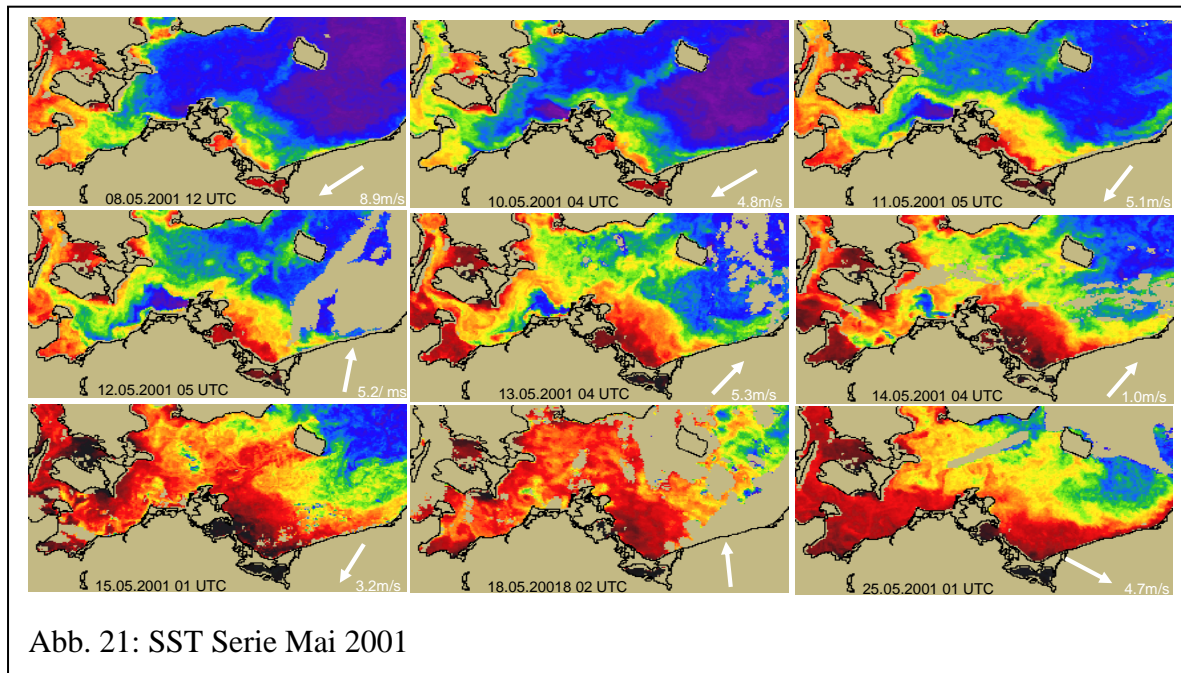 08.05.2001 12 UTC
8.9m/s
10.05.2001 04 UTC
4.8m/s
11.05.2001 05 UTC
5.1m/s
12.05.2001 05 UTC
5.2/ ms
13.05.2001 04 UTC
5.3m/s
14.05.2001 04 UTC
1.0m/s
15.05.2001 01 UTC
3.2m/s
18.05.20018 02 UTC
25.05.2001 01 UTC
4.7m/s
Abb. 21: SST Serie Mai 2001